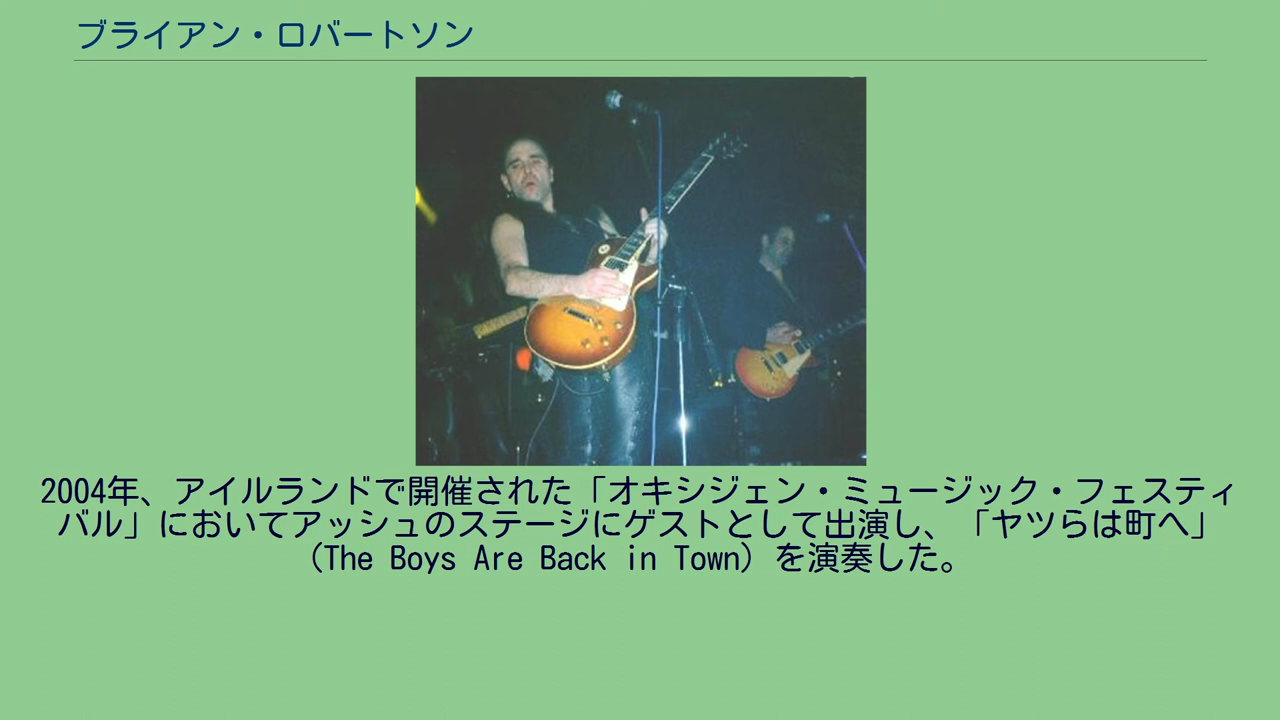 ブライアン・ロバートソン
2004年、アイルランドで開催された「オキシジェン・ミュージック・フェスティ
バル」においてアッシュのステージにゲストとして出演し、「ヤツらは町へ」
（The Boys Are Back in Town）を演奏した。